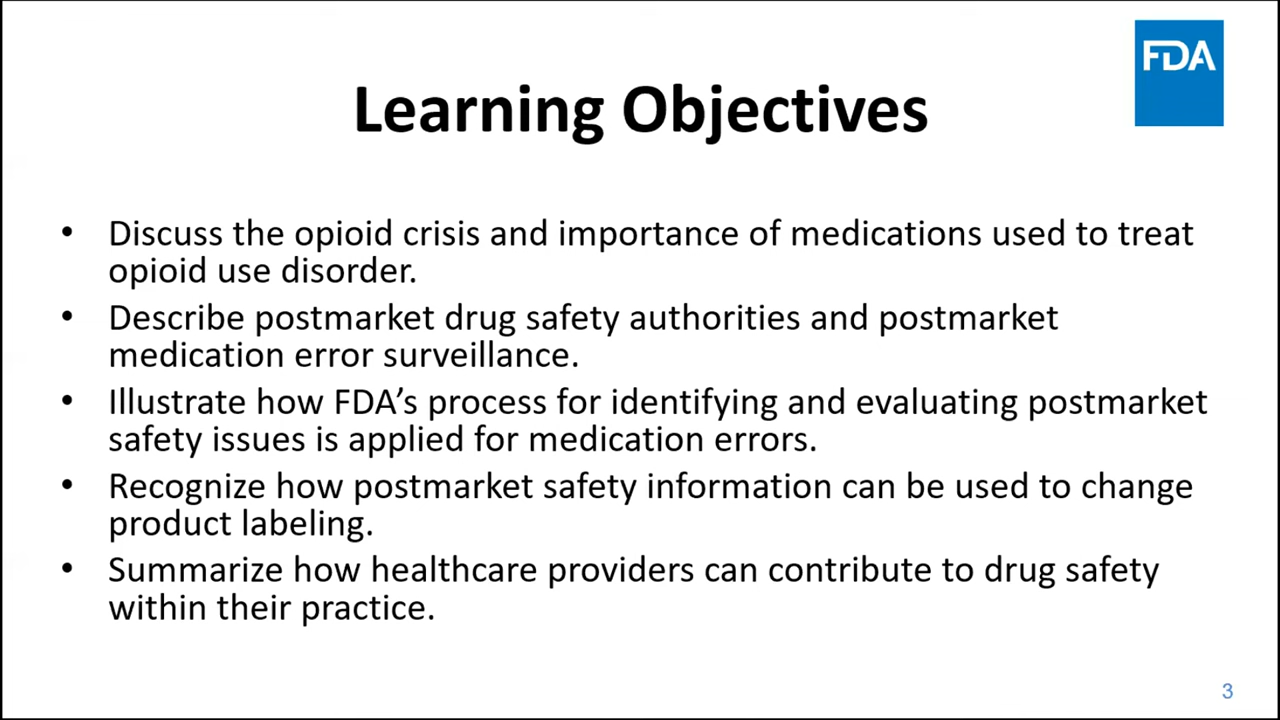 FDA
Learning Objectives
• Discuss the opioid crisis and importance of medications used to treat
opioid use disorder.
• Describe postmarket drug safety authorities and postmarket
medication error surveillance.
• Illustrate how FDA’s process for identifying and evaluating postmarket
safety issues is applied for medication errors.
• Recognize how postmarket safety information can be used to change
product labeling.
• Summarize how healthcare providers can contribute to drug safety
within their practice.
3